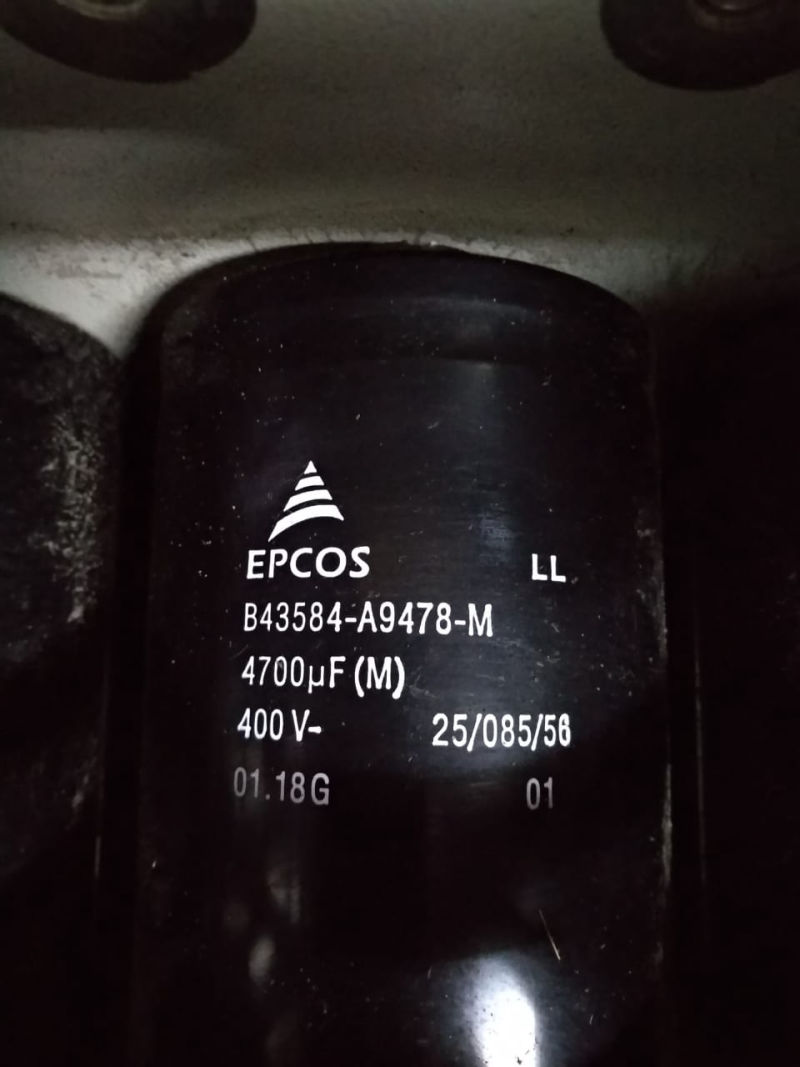 EPCOS LL
B43584-A9478-M
4700µF (M)
400 V- 25/085/56
01.18G 01